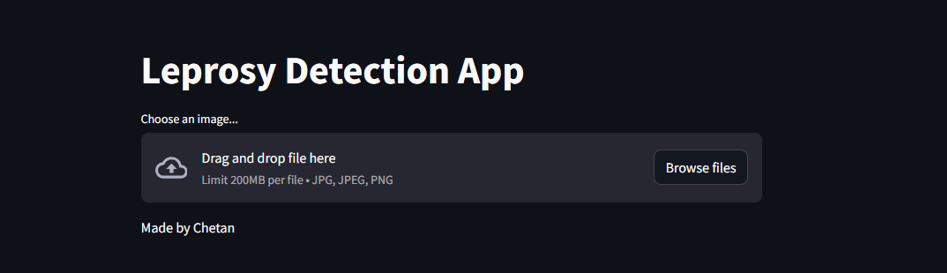 Leprosy Detection App
Choose an image...
Drag and drop file here
Limit 200MB per file • JPG, JPEG, PNG
Browse files
Made by Chetan